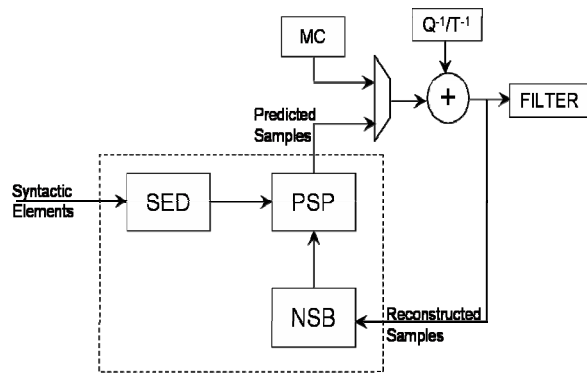 MC
Q⁻¹/T⁻¹
+
FILTER
Predicted
Samples
Syntactic
Elements
SED
PSP
NSB
Reconstructed
Samples